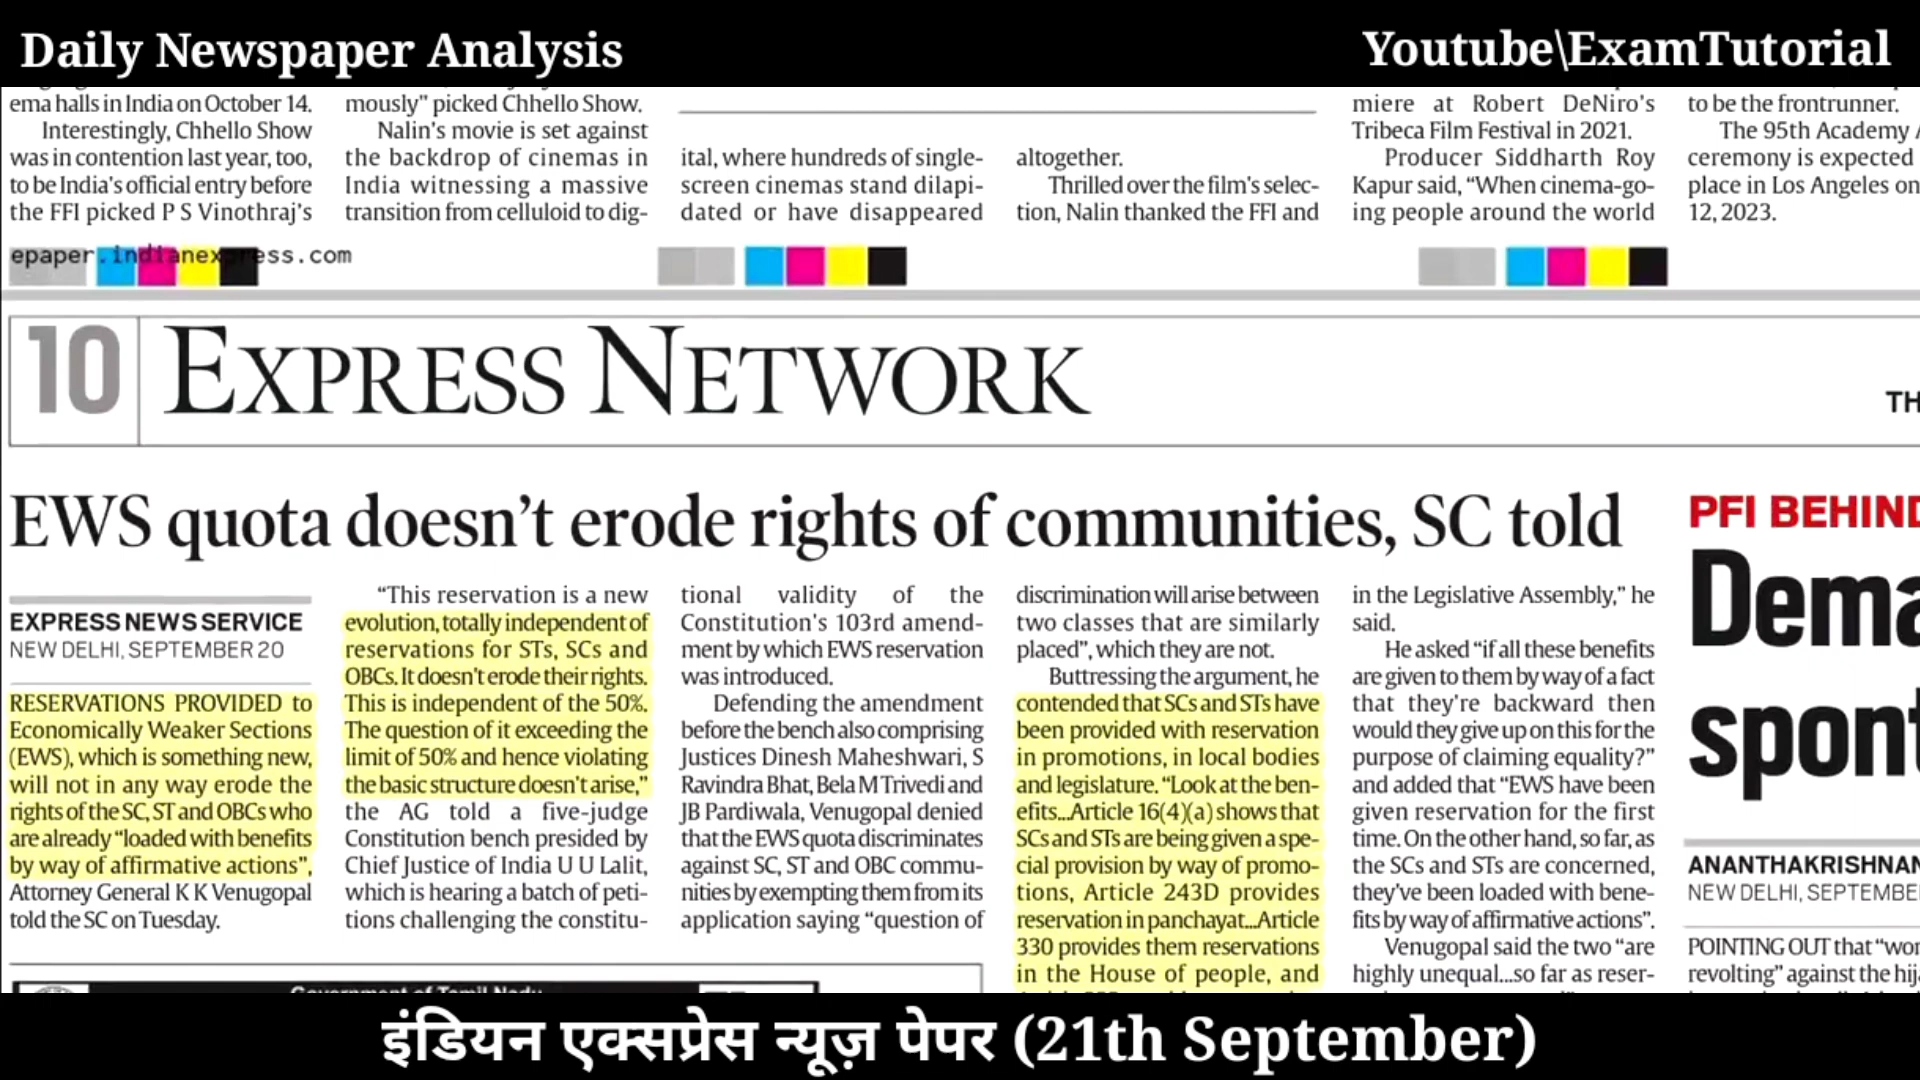 Daily Newspaper Analysis
Youtube\ExamTutorial
ema halls in India on October 14.
Interestingly, Chhello Show
was in contention last year, too,
to be India's official entry before
the FFI picked P S Vinothraj's
mously" picked Chhello Show.
Nalin's movie is set against
the backdrop of cinemas in
India witnessing a massive
transition from celluloid to dig-
ital, where hundreds of single-
screen cinemas stand dilapi-
dated or have disappeared
altogether.
Thrilled over the film's selec-
tion, Nalin thanked the FFI and
miere at Robert DeNiro's
Tribeca Film Festival in 2021.
Producer Siddharth Roy
Kapur said, “When cinema-go-
ing people around the world
to be the frontrunner.
The 95th Academy A
ceremony is expected
place in Los Angeles on
12, 2023.
epaper.indianexpress.com
10
EXPRESS NETWORK
TH
EWS quota doesn’t erode rights of communities, SC told
EXPRESS NEWS SERVICE
NEW DELHI, SEPTEMBER 20
RESERVATIONS PROVIDED to
Economically Weaker Sections
(EWS), which is something new,
will not in any way erode the
rights of the SC, ST and OBCs who
are already “loaded with benefits
by way of affirmative actions”,
Attorney General K K Venugopal
told the SC on Tuesday.
“This reservation is a new
evolution, totally independent of
reservations for STs, SCs and
OBCs. It doesn't erode their rights.
This is independent of the 50%.
The question of it exceeding the
limit of 50% and hence violating
the basic structure doesn't arise,”
the AG told a five-judge
Constitution bench presided by
Chief Justice of India U U Lalit,
which is hearing a batch of peti-
tions challenging the constitu-
tional validity of the
Constitution's 103rd amend-
ment by which EWS reservation
was introduced.
Defending the amendment
before the bench also comprising
Justices Dinesh Maheshwari, S
Ravindra Bhat, Bela M Trivedi and
JB Pardiwala, Venugopal denied
that the EWS quota discriminates
against SC, ST and OBC commu-
nities by exempting them from its
application saying “question of
discrimination will arise between
two classes that are similarly
placed”, which they are not.
Buttressing the argument, he
contended that SCs and STs have
been provided with reservation
in promotions, in local bodies
and legislature. “Look at the ben-
efits...Article 16(4)(a) shows that
SCs and STs are being given a spe-
cial provision by way of promo-
tions, Article 243D provides
reservation in panchayat...Article
330 provides them reservations
in the House of people, and
in the Legislative Assembly,” he
said.
He asked “if all these benefits
are given to them by way of a fact
that they're backward then
would they give up on this for the
purpose of claiming equality?”
and added that “EWS have been
given reservation for the first
time. On the other hand, so far, as
the SCs and STs are concerned,
they've been loaded with bene-
fits by way of affirmative actions”.
Venugopal said the two “are
highly unequal...so far as reser-
PFI BEHIND
Dema
spont
ANANTHAKRISHNAN
NEW DELHI, SEPTEMBE
POINTING OUT that “wor
revolting” against the hij
Government of Tamil Nadu
इंडियन एक्सप्रेस न्यूज़ पेपर (21th September)